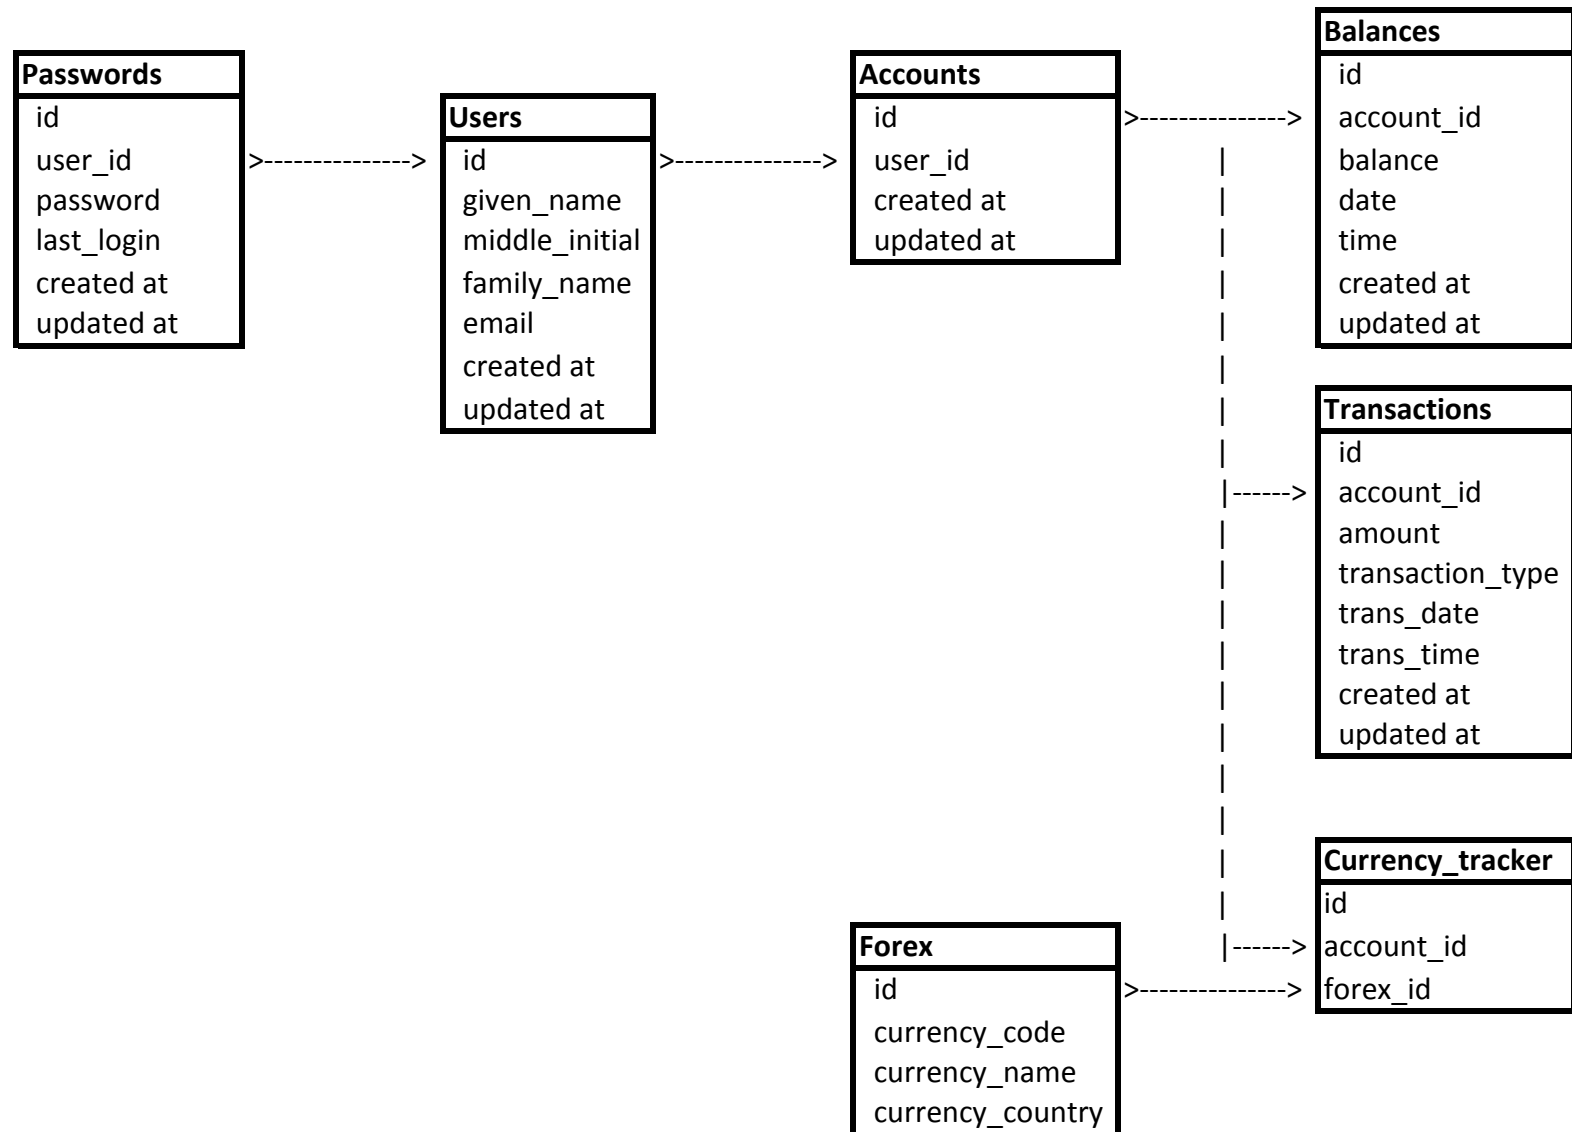 Passwords
id
user_id
password
last_login
created at
updated at
Users
id
given_name
middle_initial
family_name
email
created at
updated at
Accounts
id
user_id
created at
updated at
Balances
id
account_id
balance
date
time
created at
updated at
Transactions
id
account_id
amount
transaction_type
trans_date
trans_time
created at
updated at
Forex
id
currency_code
currency_name
currency_country
Currency_tracker
id
account_id
forex_id